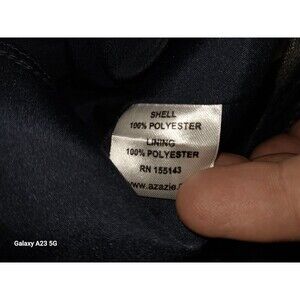 SHELL
100% POLYESTER
LINING
100% POLYESTER
RN 155143
www.azazie.
Galaxy A23 5G